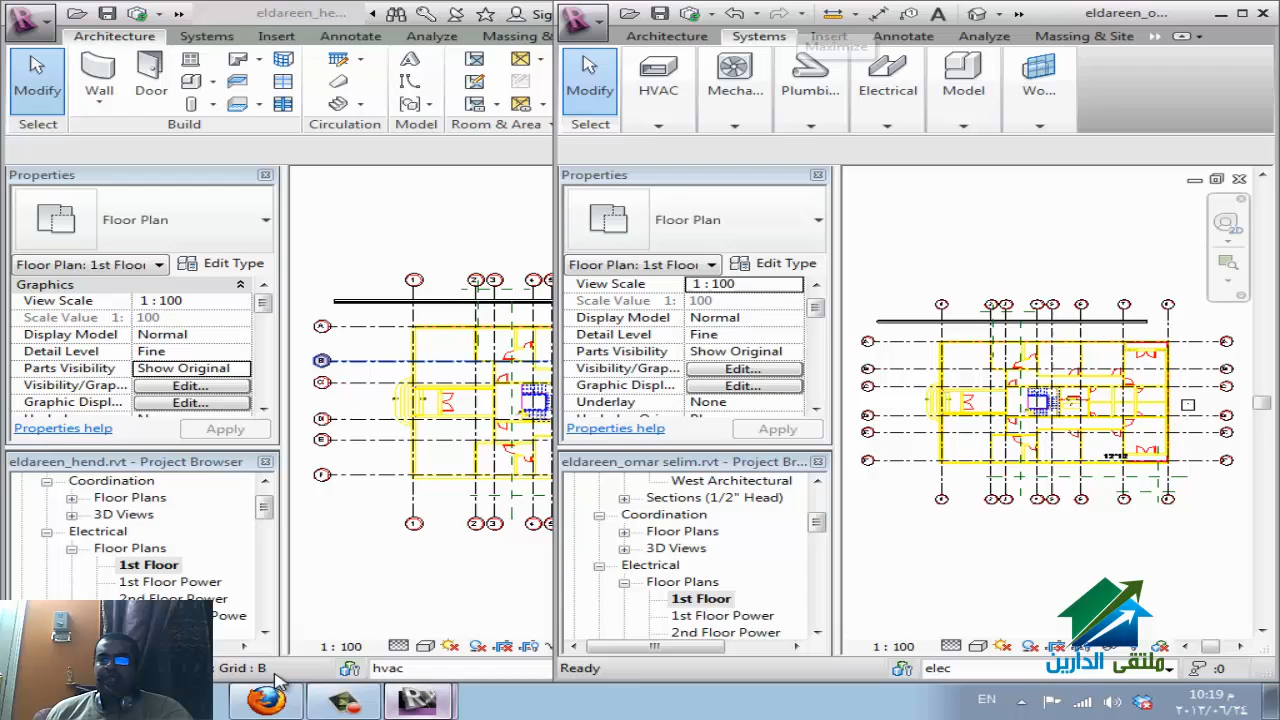 eldareen_he...
Sig
Architecture
Systems
Insert
Annotate
Analyze
Massing &
Modify
Wall
Door
Select
Build
Circulation
Model
Room & Area
Properties
Floor Plan
Floor Plan: 1st Floor
Edit Type
Graphics
View Scale
1 : 100
Scale Value 1:
100
Display Model
Normal
Detail Level
Fine
Parts Visibility
Show Original
Visibility/Grap...
Edit...
Graphic Displ...
Edit...
Properties help
Apply
eldareen_hend.rvt - Project Browser
Coordination
Floor Plans
3D Views
Electrical
Floor Plans
1st Floor
1st Floor Power
2nd Floor Powe
1 : 100
Grid : B
hvac
eldareen_o...
Architecture
Systems
Insert
Annotate
Analyze
Massing & Site
Maximize
Modify
HVAC
Mecha...
Plumbi...
Electrical
Model
Wo...
Select
Properties
Floor Plan
Floor Plan: 1st Floor
Edit Type
View Scale
1 : 100
Scale Value 1:
100
Display Model
Normal
Detail Level
Fine
Parts Visibility
Show Original
Visibility/Grap...
Edit...
Graphic Displ...
Edit...
Underlay
None
Properties help
Apply
eldareen_omar selim.rvt - Project Br...
West Architectural
Sections (1/2" Head)
Coordination
Floor Plans
3D Views
Electrical
Floor Plans
1st Floor
1st Floor Power
2nd Floor Power
1 : 100
Ready
elec
:0
2D
ملتقى الدارين
EN
10:19 م
٢٠١٣/٠٦/٢٤